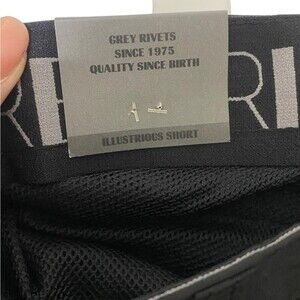 GREY RIVETS
SINCE 1975
QUALITY SINCE BIRTH
ILLUSTRIOUS SHORT